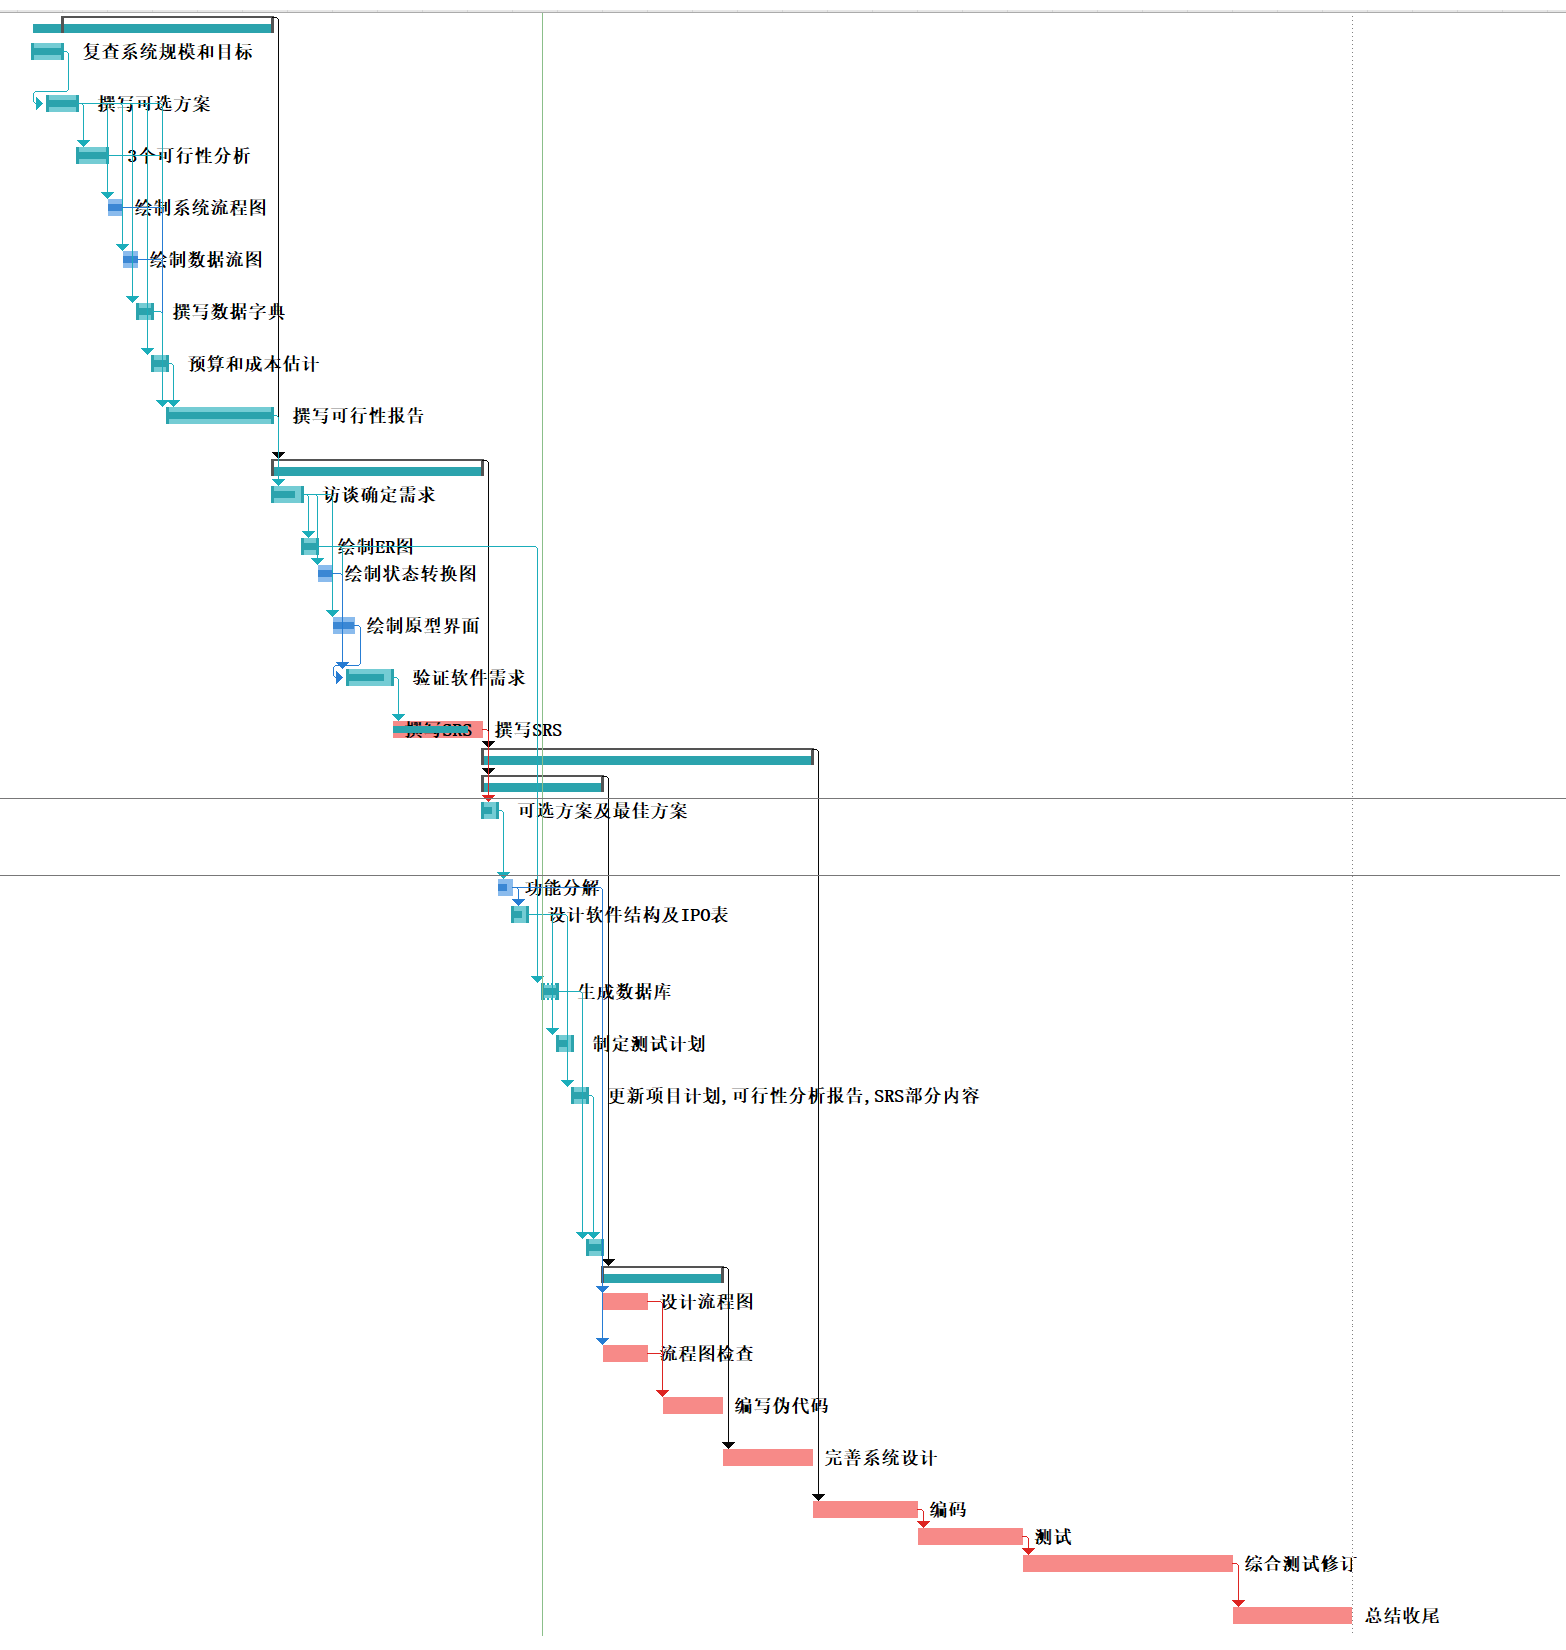 复查系统规模和目标
撰写可选方案
3个可行性分析
绘制系统流程图
绘制数据流图
撰写数据字典
预算和成本估计
撰写可行性报告
访谈确定需求
绘制ER图
绘制状态转换图
绘制原型界面
验证软件需求
撰写SRS 撰写SRS
可选方案及最佳方案
功能分解
设计软件结构及IPO表
生成数据库
制定测试计划
更新项目计划,可行性分析报告,SRS部分内容
设计流程图
流程图检查
编写伪代码
完善系统设计
编码
测试
综合测试修订
总结收尾